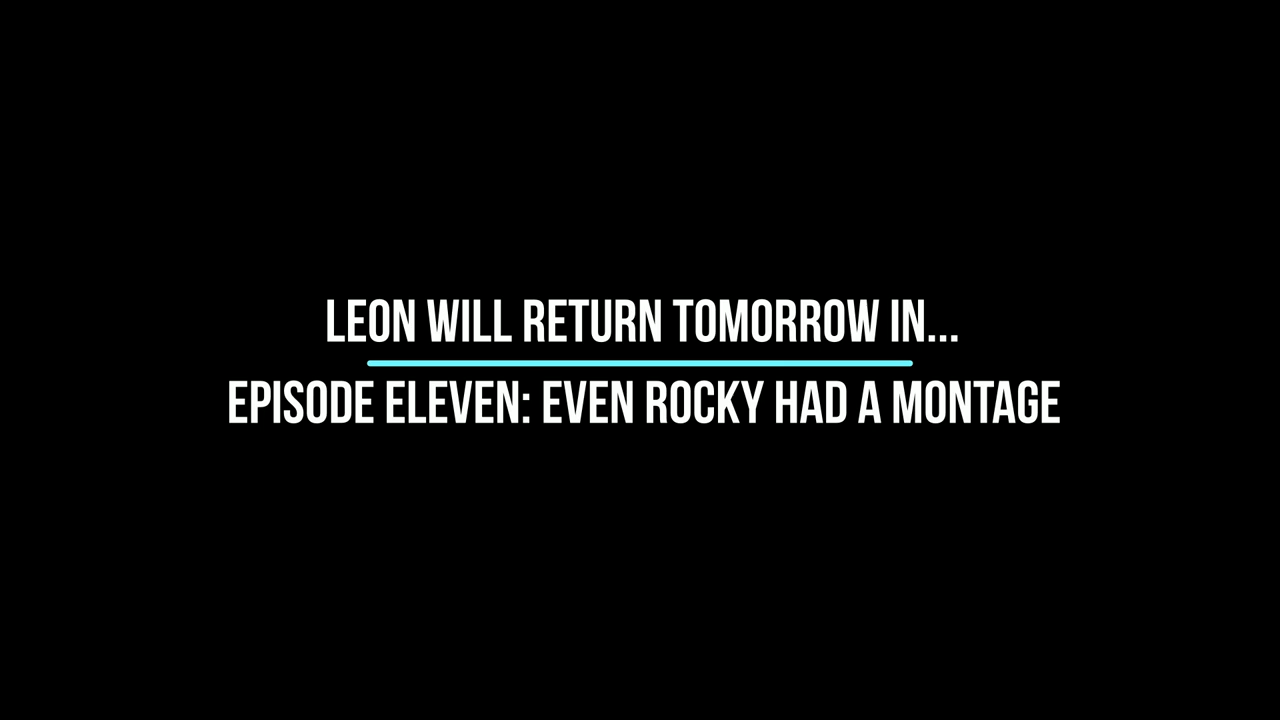 LEON WILL RETURN TOMORROW IN...
EPISODE ELEVEN: EVEN ROCKY HAD A MONTAGE